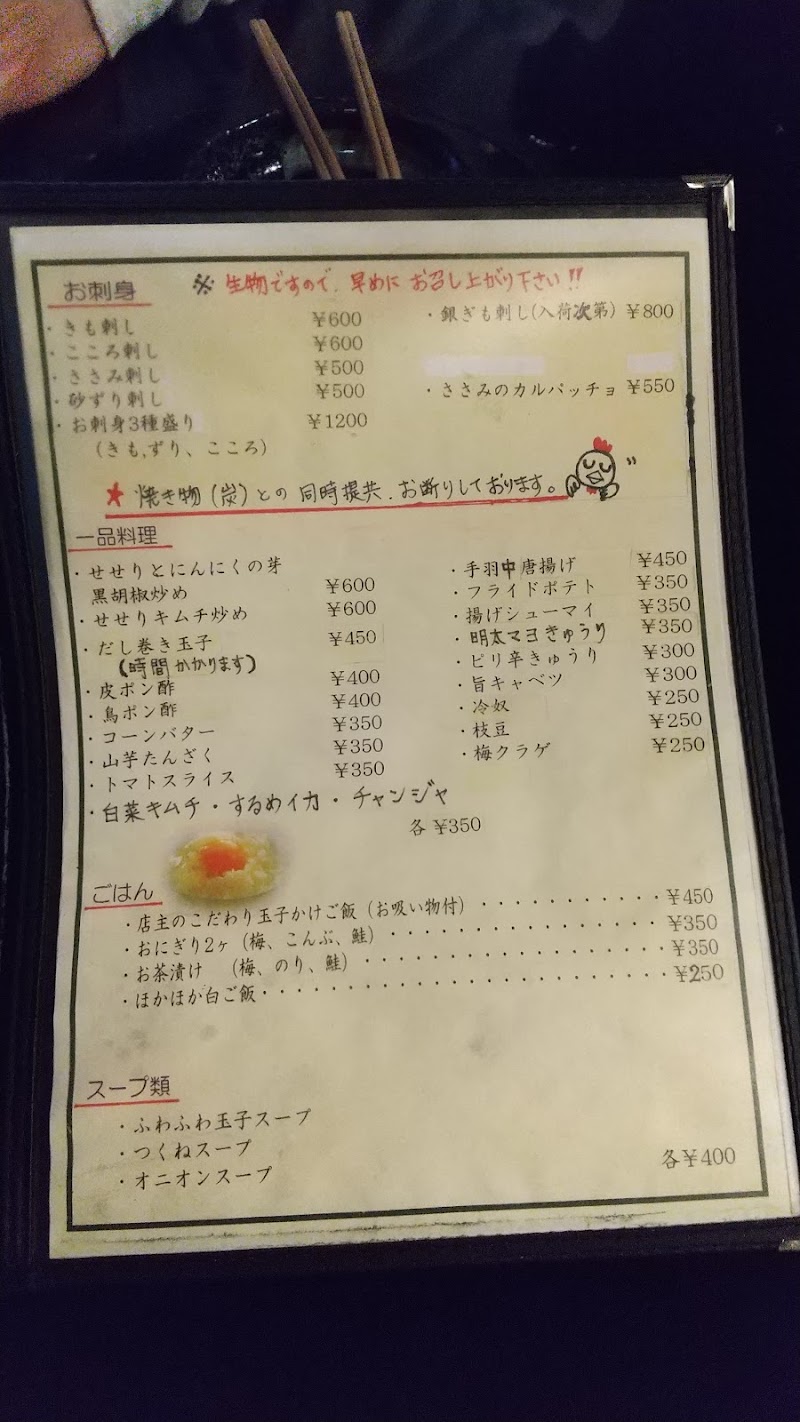 お刺身 ※ 生物ですので、早めに お召し上がり下さい!!
・きも刺し ¥600
・こころ刺し ¥600
・ささみ刺し ¥500
・砂ずり刺し ¥500
・お刺身3種盛り ¥1200
（きも,ずり、こころ）
・銀ぎも刺し(入荷次第) ¥800
・ささみのカルパッチョ ¥550
★ 焼き物(炭)との同時提共、お断りしております。
一品料理
・せせりとにんにくの芽
黒胡椒炒め ¥600
・せせりキムチ炒め ¥600
・だし巻き玉子 ¥450
(時間かかります)
・皮ポン酢 ¥400
・鳥ポン酢 ¥400
・コーンバター ¥350
・山芋たんざく ¥350
・トマトスライス ¥350
・白菜キムチ・するめイカ・チャンジャ
各 ¥350
・手羽中唐揚げ ¥450
・フライドポテト ¥350
・揚げシューマイ ¥350
・明太マヨきゅうり ¥350
・ピリ辛きゅうり ¥300
・旨キャベツ ¥300
・冷奴 ¥250
・枝豆 ¥250
・梅クラゲ ¥250
ごはん
・店主のこだわり玉子かけご飯（お吸い物付） ・・・・・・・・・・・ ¥450
・おにぎり2ヶ（梅、こんぶ、鮭） ・・・・・・・・・・・・・・・・ ¥350
・お茶漬け （梅、のり、鮭） ・・・・・・・・・・・・・・・・・ ¥350
・ほかほか白ご飯・・・・・・・・・・・・・・・・・・・・・・・・¥250
スープ類
・ふわふわ玉子スープ
・つくねスープ
・オニオンスープ
各¥400